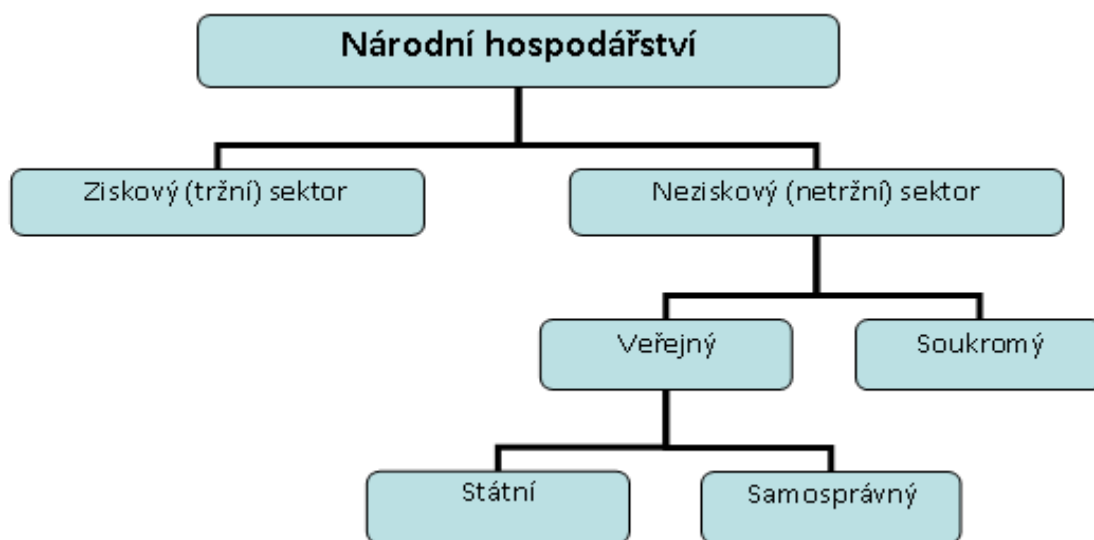 Národní hospodářství
Ziskový (tržní) sektor
Neziskový (netržní) sektor
Veřejný
Soukromý
Státní
Samosprávný